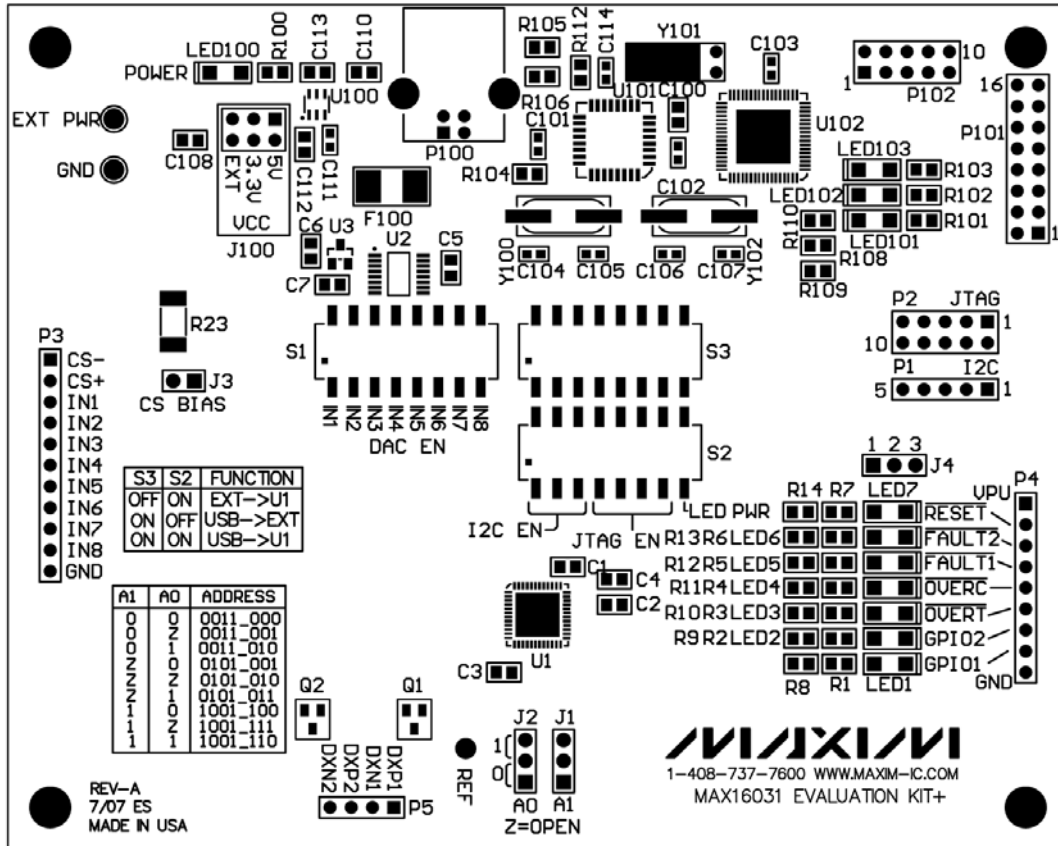 LED100
R100
C113
C110
R105
R112
C114
Y101
C103
10
POWER
U100
R106
U101
C100
1
P102
16
EXT PWR
C101
U102
P101
C108
5V
3.3V
EXT
P100
LED103
GND
C112
C111
R104
R103
VCC
F100
C102
LED102
R102
J100
C6
U3
U2
C5
R110
R101
1
LED101
Y100
C104
C105
C106
C107
Y102
R108
C7
R109
P2 JTAG
R23
1
P3
S1
S3
10
CS-
P1 I2C
CS+
J3
5 1
IN1
CS BIAS
IN1
IN2
IN3
IN4
IN5
IN6
IN7
IN8
IN2
DAC EN
IN3
1 2 3
IN4
S2
J4
IN5
P4
IN6
IN7
IN8
GND
S3 S2 FUNCTION
OFF ON EXT->U1
ON OFF USB->EXT
ON ON USB->U1
I2C EN
JTAG EN
LED PWR
R14 R7 LED7
VPU
RESET
R13 R6 LED6
FAULT2
R12 R5 LED5
FAULT1
R11 R4 LED4
OVERC
R10 R3 LED3
OVERT
R9 R2 LED2
GPIO2
GPIO1
R8 R1 LED1
GND
C1
C4
C2
U1
C3
A1 A0 ADDRESS
0 0 0011_000
0 Z 0011_001
0 1 0011_010
Z 0 0101_001
Z Z 0101_010
Z 1 0101_011
1 0 1001_100
1 Z 1001_111
1 1 1001_110
Q2
Q1
J2 J1
1
0
DXN2
DXP2
DXN1
DXP1
REF
P5
A0 A1
Z=OPEN
REV-A
7/07 ES
MADE IN USA
MAXIM
1-408-737-7600 WWW.MAXIM-IC.COM
MAX16031 EVALUATION KIT+